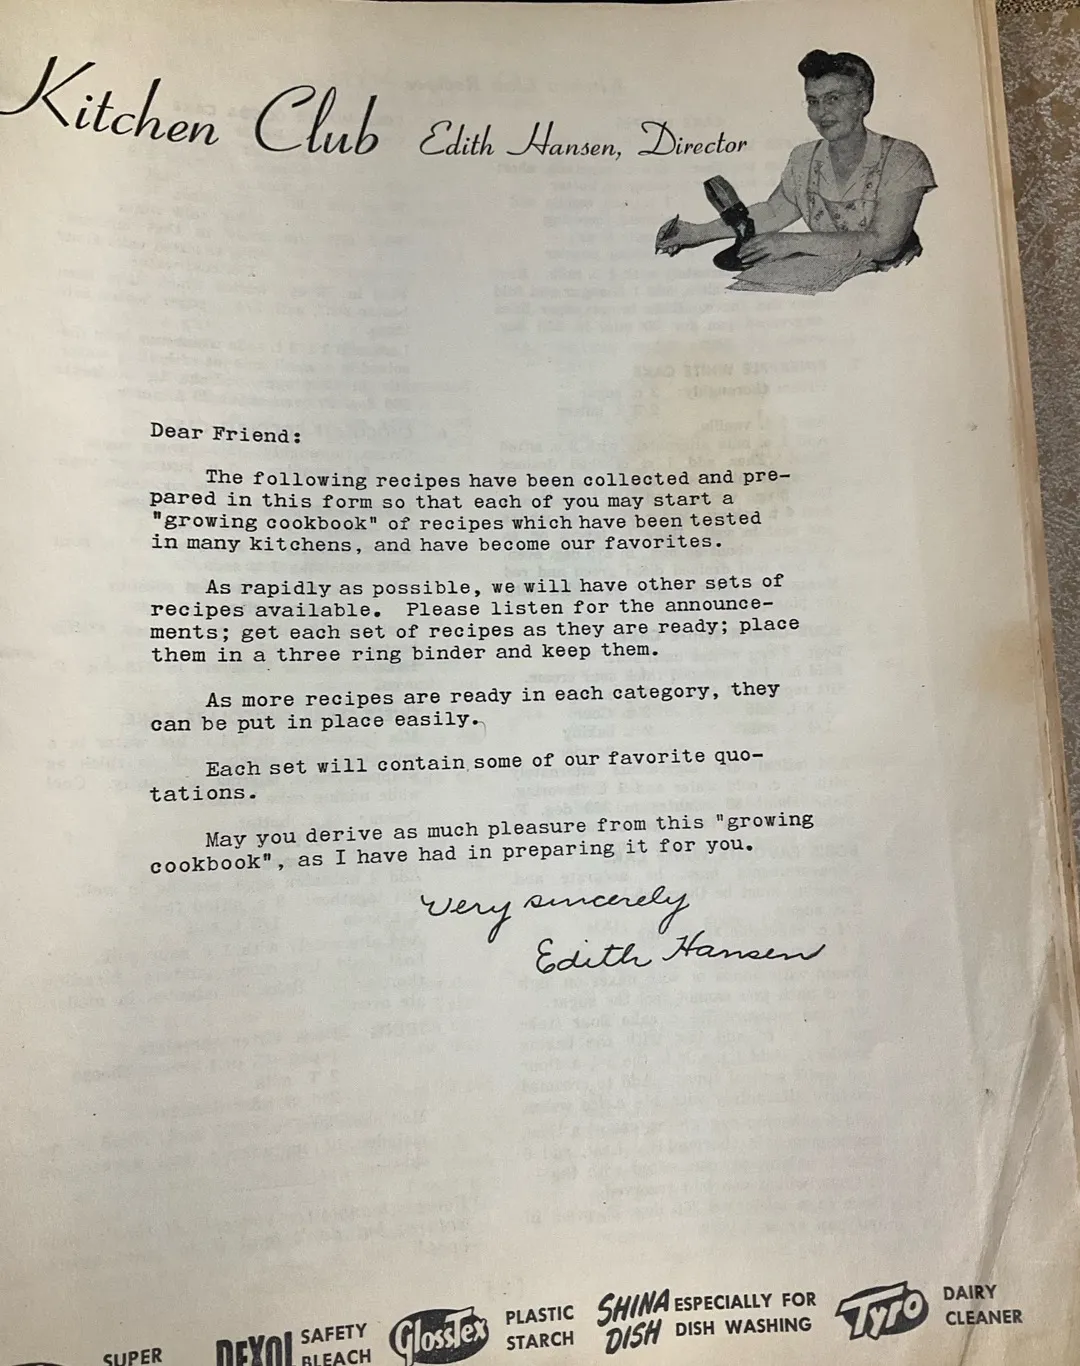 Kitchen Club Edith Hansen, Director
Dear Friend:
The following recipes have been collected and pre-
pared in this form so that each of you may start a
"growing cookbook" of recipes which have been tested
in many kitchens, and have become our favorites.
As rapidly as possible, we will have other sets of
recipes available. Please listen for the announce-
ments; get each set of recipes as they are ready; place
them in a three ring binder and keep them.
As more recipes are ready in each category, they
can be put in place easily.
Each set will contain some of our favorite quo-
tations.
May you derive as much pleasure from this "growing
cookbook", as I have had in preparing it for you.
Very sincerely
Edith Hansen
SUPER
DEXOL SAFETY
BLEACH
GlossTex PLASTIC
STARCH
SHINA
DISH ESPECIALLY FOR
DISH WASHING
Tyro DAIRY
CLEANER